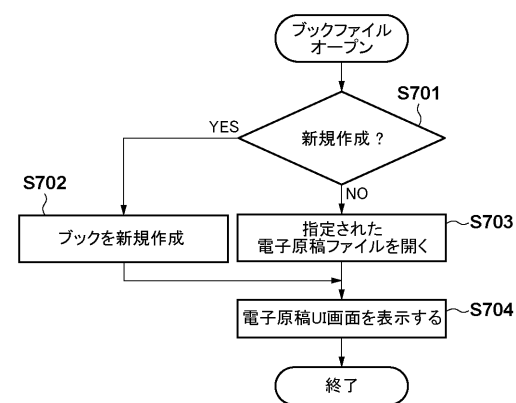 ブックファイル
オープン
S701
新規作成？
YES
NO
S702
ブックを新規作成
指定された
電子原稿ファイルを開く
S703
電子原稿UI画面を表示する
S704
終了